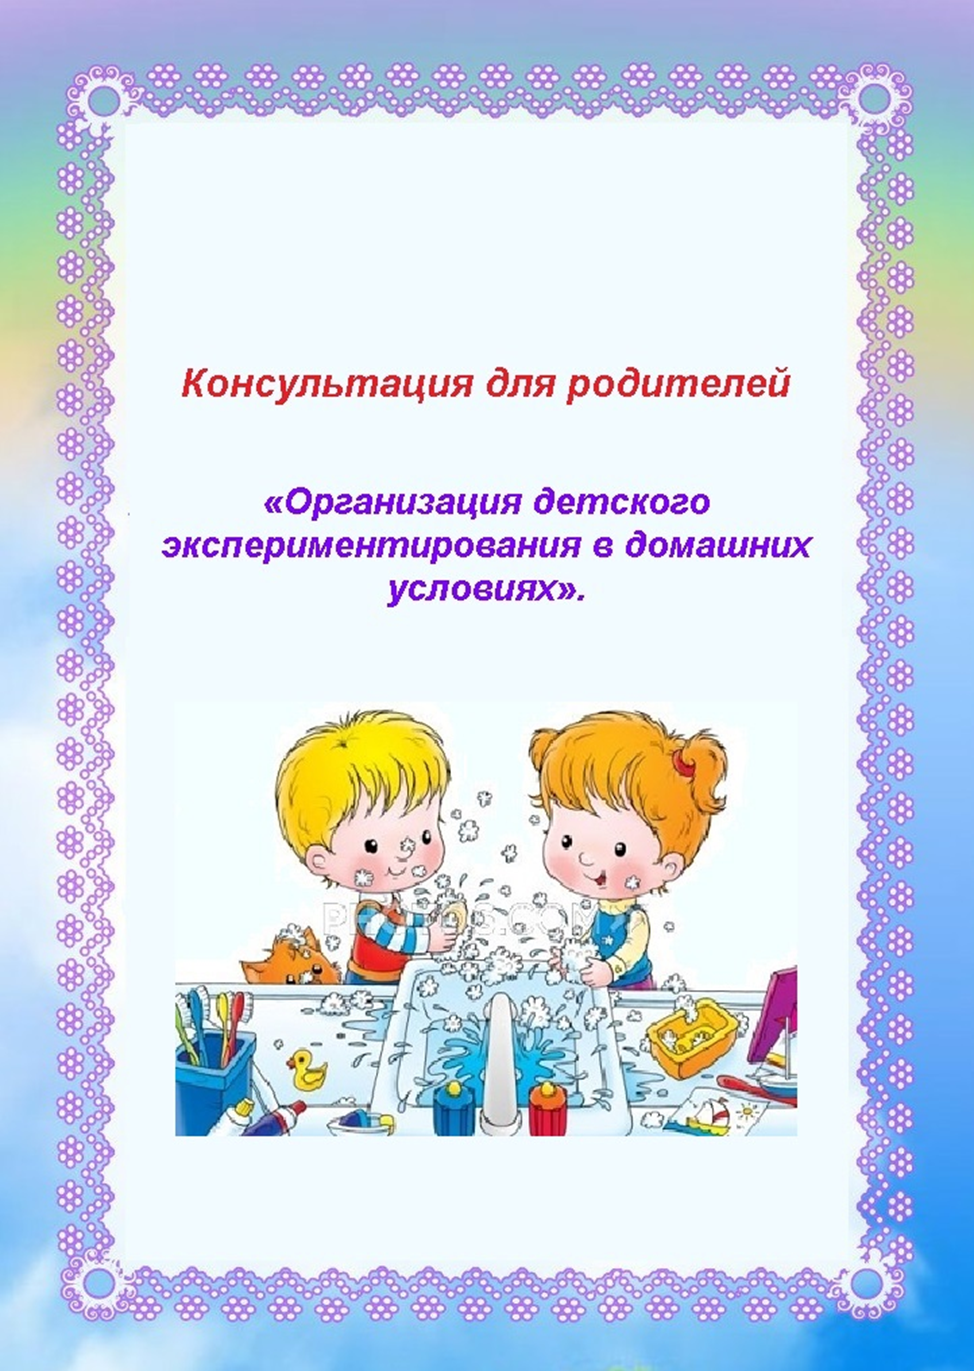 Консультация для родителей
«Организация детского
экспериментирования в домашних
условиях».